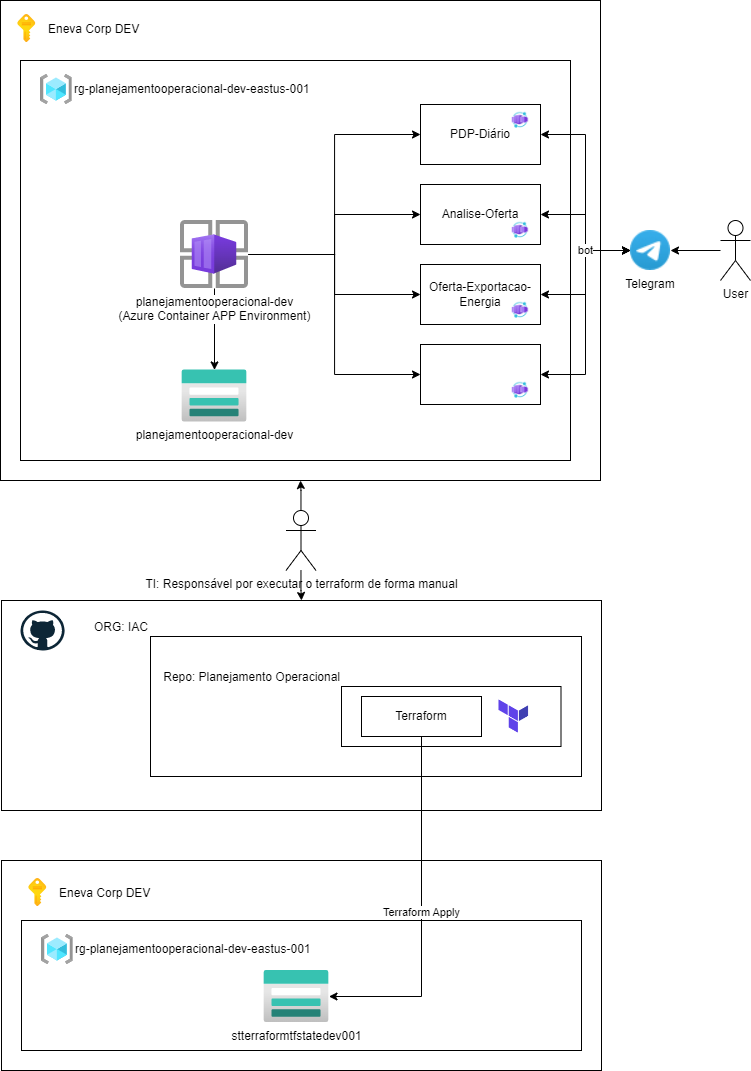 Eneva Corp DEV
rg-planejamentooperacional-dev-eastus-001
PDP-Diário
Analise-Oferta
Oferta-Exportacao-
Energia
planejamentooperacional-dev
(Azure Container APP Environment)
planejamentooperacional-dev
bot
Telegram
User
TI: Responsável por executar o terraform de forma manual
ORG: IAC
Repo: Planejamento Operacional
Terraform
Eneva Corp DEV
Terraform Apply
rg-planejamentooperacional-dev-eastus-001
stterraformtfstatedev001